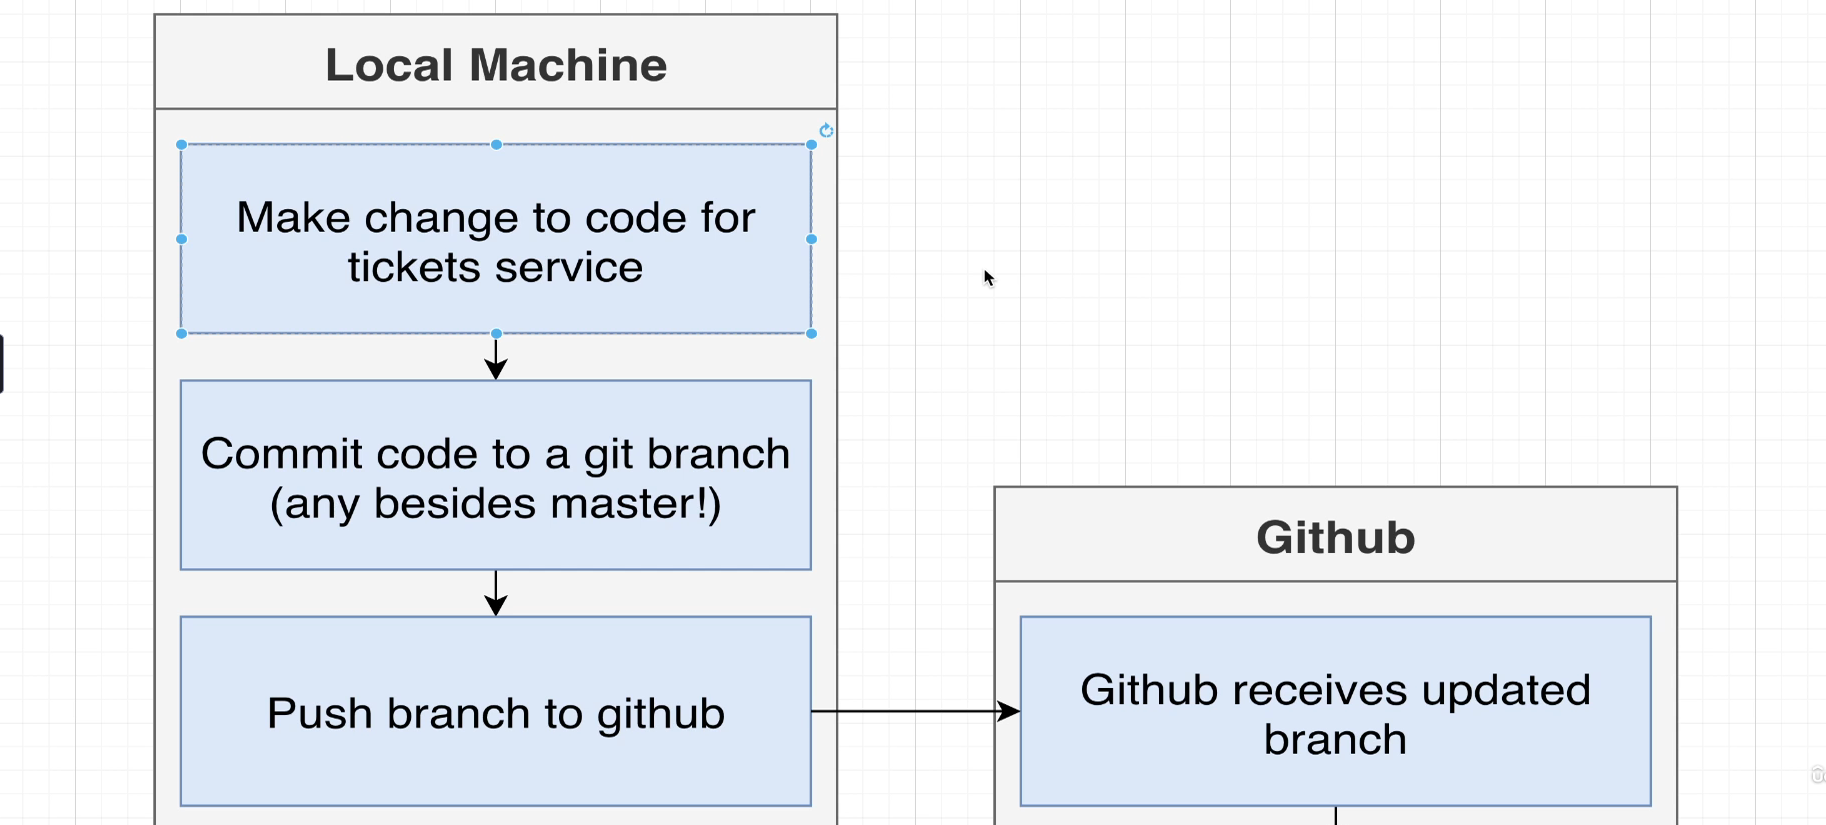 Local Machine
Make change to code for
tickets service
Commit code to a git branch
(any besides master!)
Push branch to github
Github
Github receives updated
branch